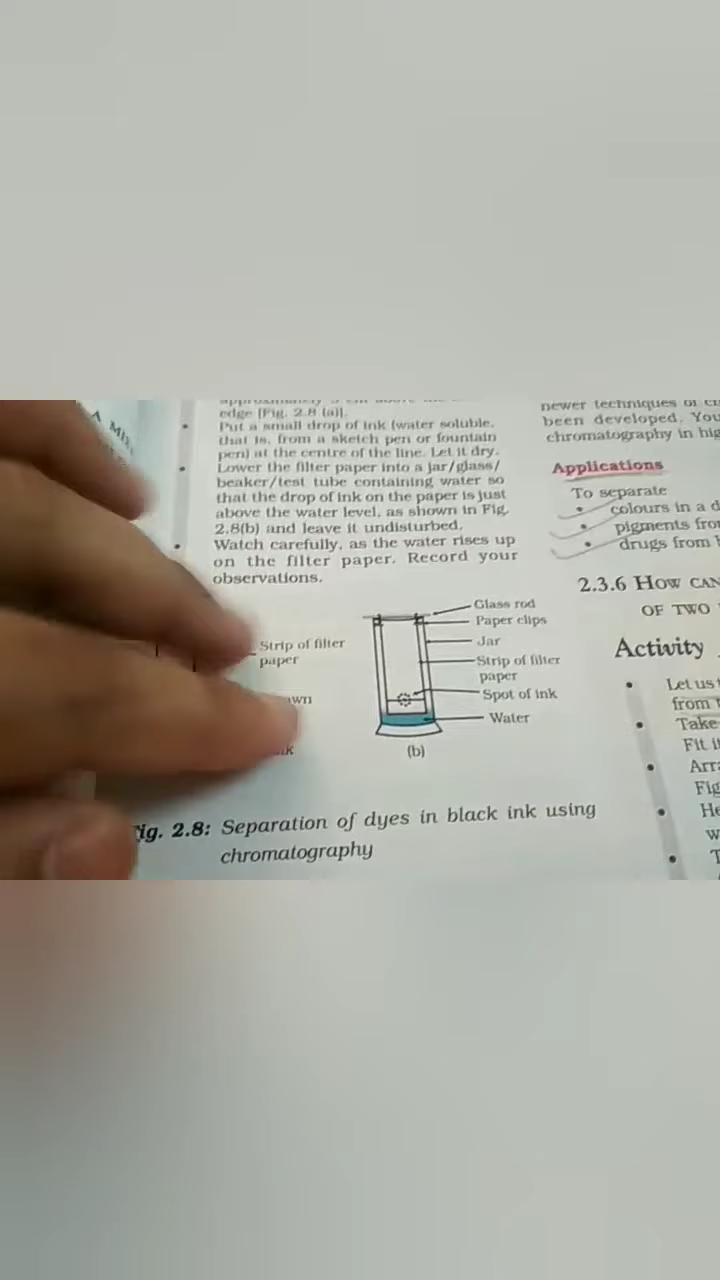 A MIX
edge [Fig. 2.8 (a)].
• Put a small drop of ink (water soluble,
that is, from a sketch pen or fountain
pen) at the centre of the line. Let it dry.
• Lower the filter paper into a jar/glass/
beaker/test tube containing water so
that the drop of ink on the paper is just
above the water level, as shown in Fig.
2.8(b) and leave it undisturbed.
• Watch carefully, as the water rises up
on the filter paper. Record your
observations.
Strip of filter
paper
Glass rod
Paper clips
Jar
Strip of filter
paper
Spot of ink
Water
(b)
ig. 2.8: Separation of dyes in black ink using
chromatography
newer techniques of
been developed. You
chromatography in hig
Applications
To separate
• colours in a d
• pigments fro
• drugs from
2.3.6 HOW CAN
OF TWO
Activity
• Let us
from
• Take
Fit i
• Arr
Fig
• He
w
• T